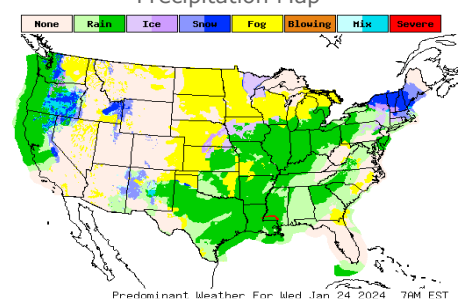 Precipitation Map
None Rain Ice Snow Fog Blowing Mix Severe
Predominant Weather For Wed Jan 24 2024 7AM EST